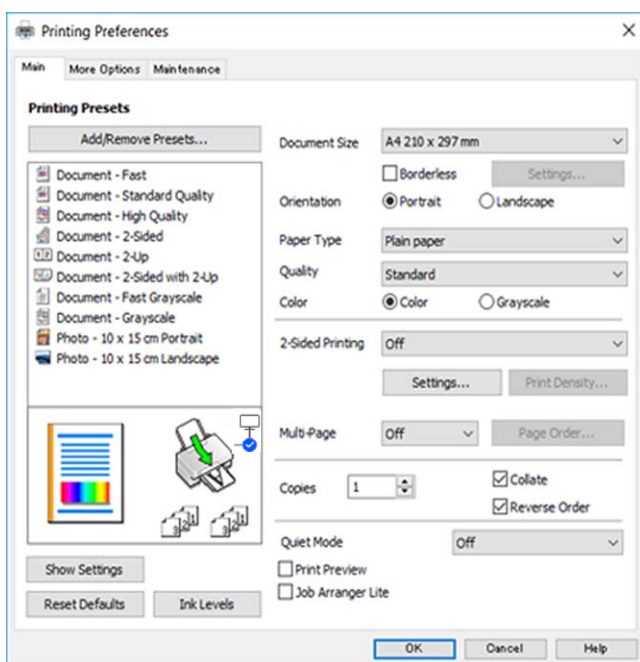 Printing Preferences
Main More Options Maintenance
Printing Presets
Add/Remove Presets...
Document - Fast
Document - Standard Quality
Document - High Quality
Document - 2-Sided
Document - 2-Up
Document - 2-Sided with 2-Up
Document - Fast Grayscale
Document - Grayscale
Photo - 10 x 15 cm Portrait
Photo - 10 x 15 cm Landscape
Show Settings
Reset Defaults Ink Levels
Document Size A4 210 x 297 mm
Borderless Settings...
Orientation Portrait Landscape
Paper Type Plain paper
Quality Standard
Color Color Grayscale
2-Sided Printing Off
Settings... Print Density...
Multi-Page Off Page Order...
Copies 1 Collate
Reverse Order
Quiet Mode Off
Print Preview
Job Arranger Lite
OK Cancel Help